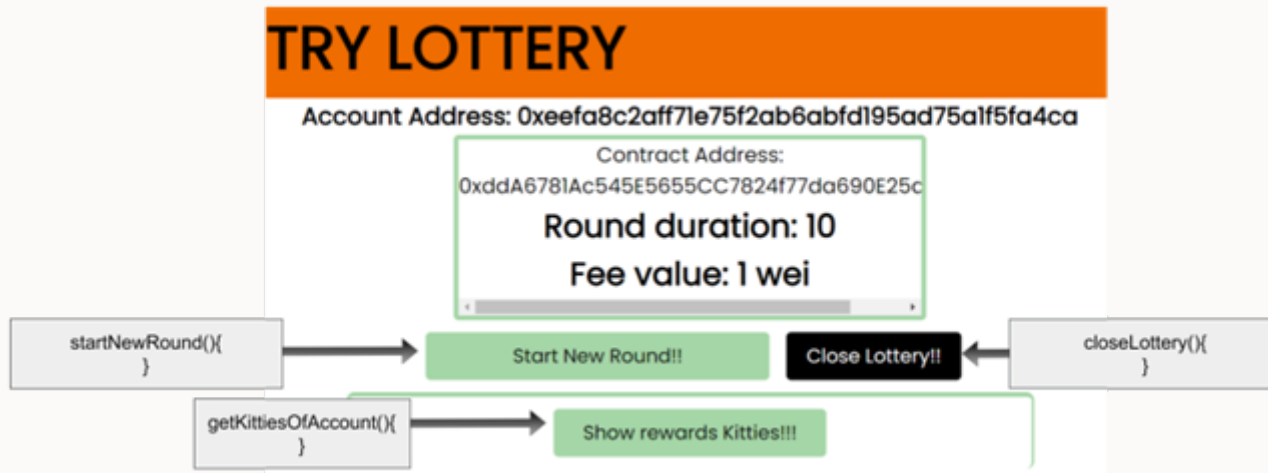 TRY LOTTERY
Account Address: 0xeefa8c2aff71e75f2ab6abfd195ad75a1f5fa4ca
Contract Address:
0xddA6781Ac545E5655CC7824f77da690E25c
Round duration: 10
Fee value: 1 wei
startNewRound(){
}
Start New Round!!
Close Lottery!!
closeLottery(){
}
getKittiesOfAccount(){
}
Show rewards Kitties!!!